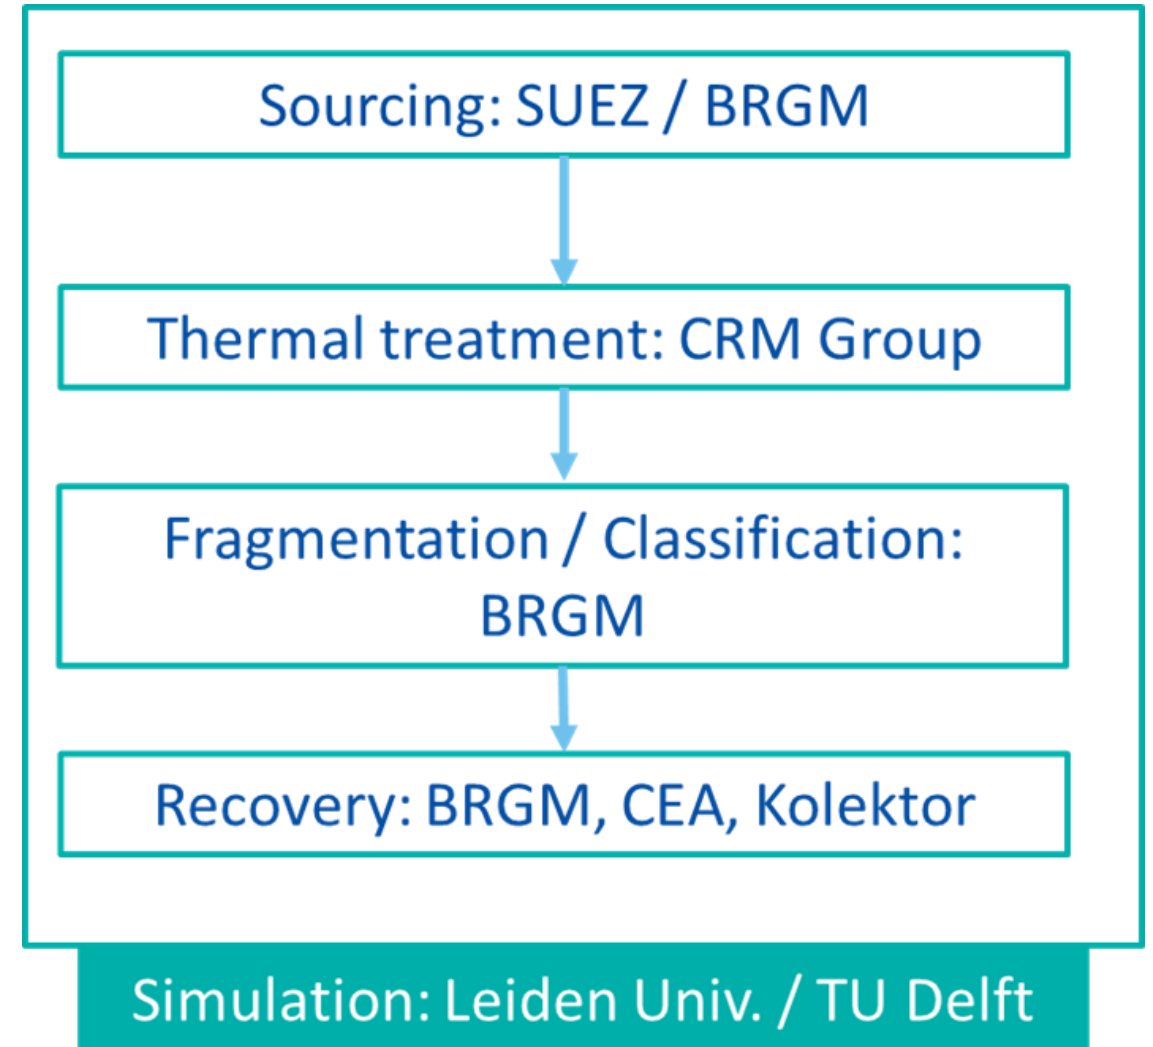 Sourcing: SUEZ / BRGM
Thermal treatment: CRM Group
Fragmentation / Classification:
BRGM
Recovery: BRGM, CEA, Kolektor
Simulation: Leiden Univ. / TU Delft